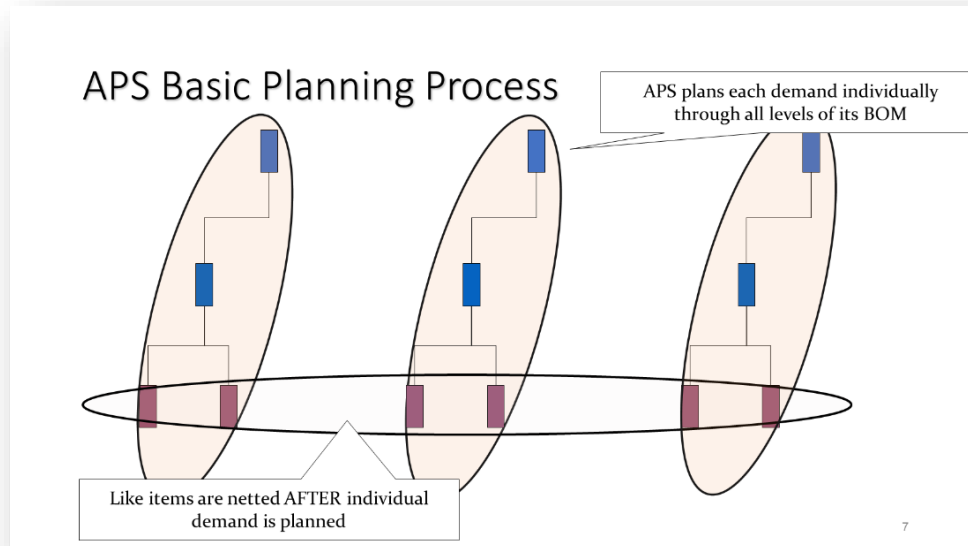 APS Basic Planning Process
APS plans each demand individually
through all levels of its BOM
Like items are netted AFTER individual
demand is planned
7